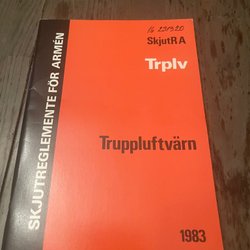 SKJUTREGLEMENTE FÖR ARMÉN
SkjutR A
Trplv
Truppluftvärn
1983